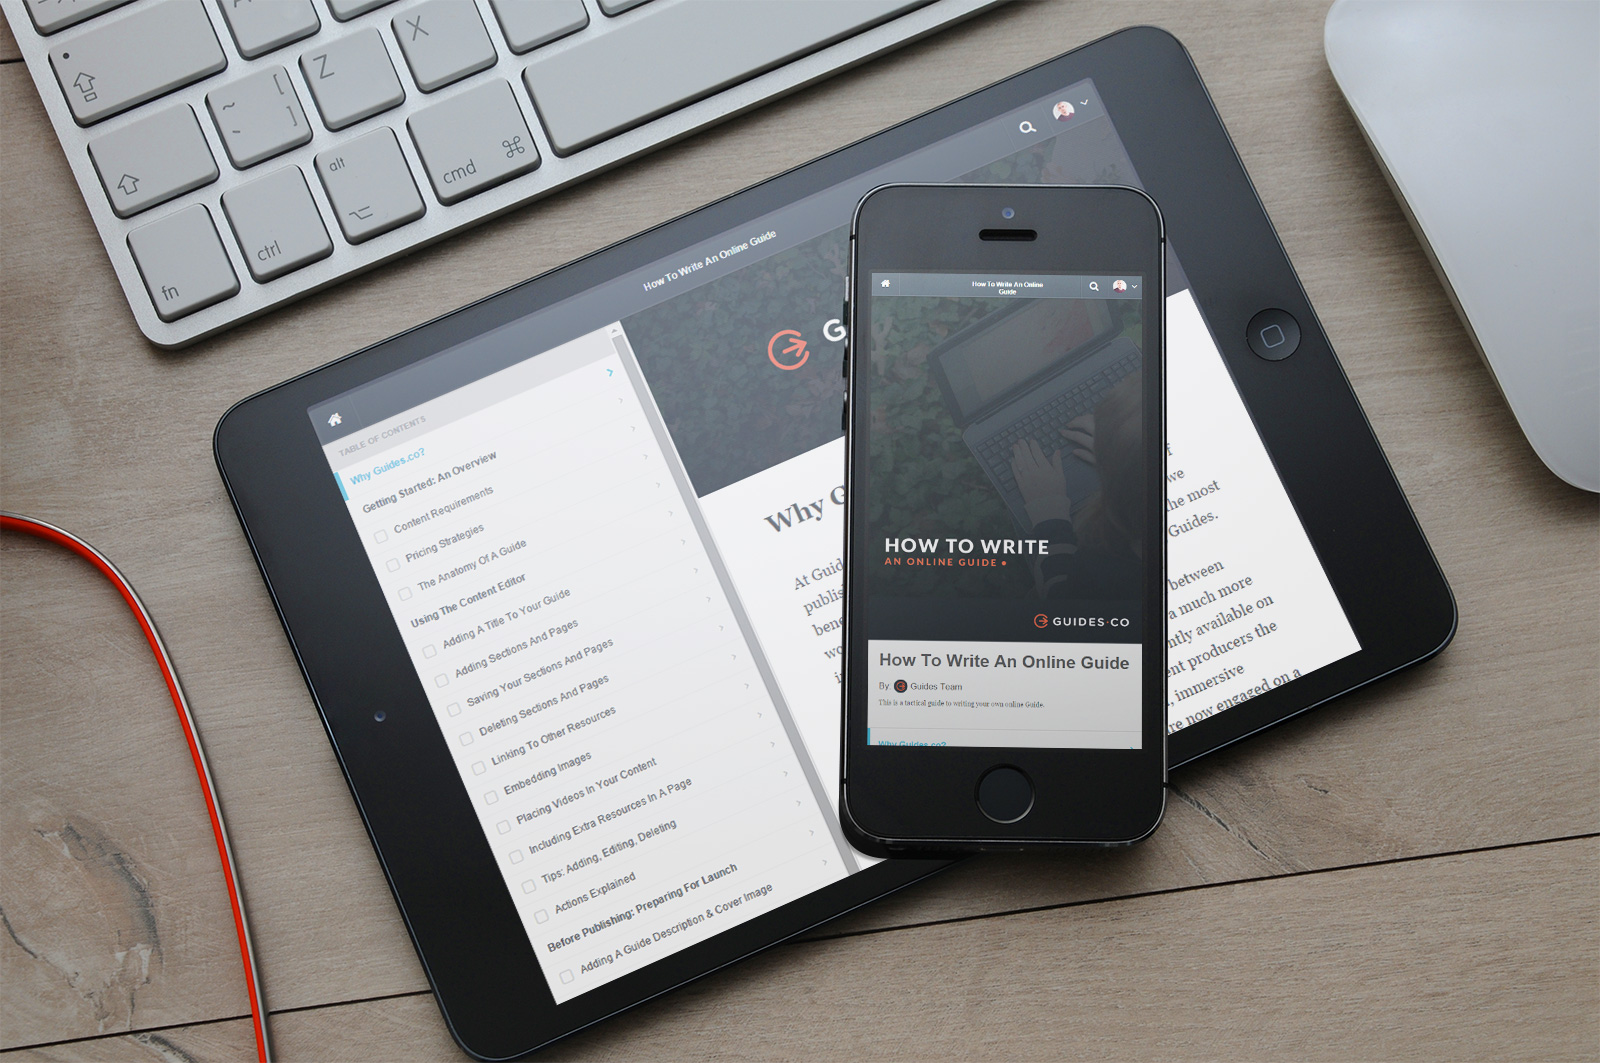 Z
X
alt
cmd
ctrl
fn
How To Write An Online Guide
TABLE OF CONTENTS
Why Guides.co?
Getting Started: An Overview
Content Requirements
Pricing Strategies
The Anatomy Of A Guide
Using The Content Editor
Adding A Title To Your Guide
Adding Sections And Pages
Saving Your Sections And Pages
Deleting Sections And Pages
Linking To Other Resources
Embedding Images
Placing Videos In Your Content
Including Extra Resources In A Page
Tips: Adding, Editing, Deleting
Actions Explained
Before Publishing: Preparing For Launch
Adding A Guide Description & Cover Image
G
Why G
At Guid
publis
bene
wo
of
we
the most
Guides.
between
a much more
ntly available on
ent producers the
, immersive
re now engaged on a
How To Write An Online
Guide
HOW TO WRITE
AN ONLINE GUIDE •
GUIDES·CO
How To Write An Online Guide
By: Guides Team
This is a tactical guide to writing your own online Guide.
Why Guides.co?